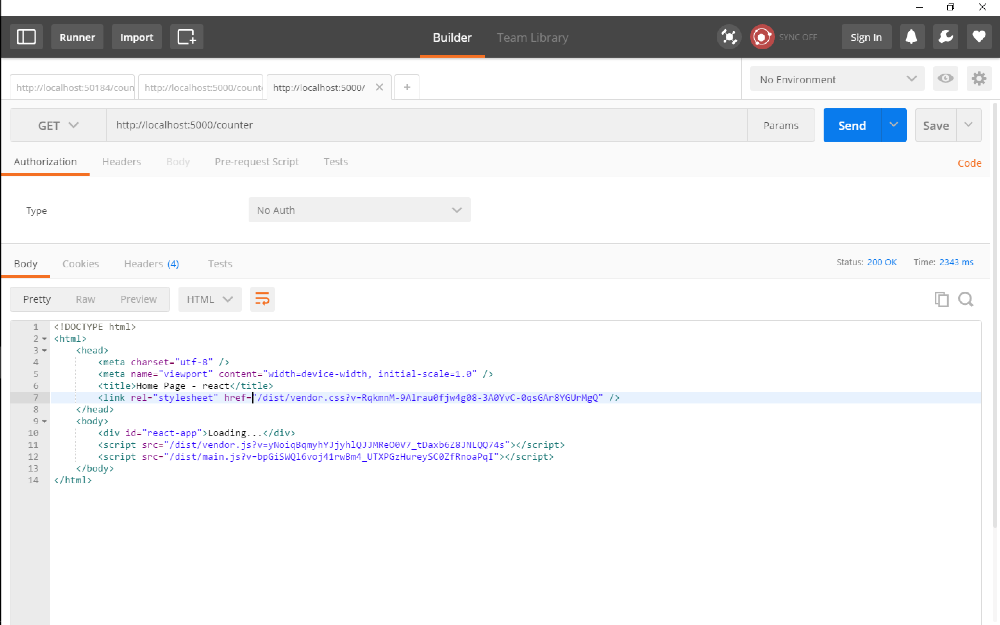 Runner Import Builder Team Library SYNC OFF Sign In
http://localhost:50184/coun http://localhost:5000/counte http://localhost:5000/ No Environment
GET http://localhost:5000/counter Params Send Save
Authorization Headers Body Pre-request Script Tests Code
Type No Auth
Body Cookies Headers (4) Tests Status: 200 OK Time: 2343 ms
Pretty Raw Preview HTML
1 <!DOCTYPE html>
2 <html>
3 <head>
4 <meta charset="utf-8" />
5 <meta name="viewport" content="width=device-width, initial-scale=1.0" />
6 <title>Home Page - react</title>
7 <link rel="stylesheet" href="/dist/vendor.css?v=RqkmnM-9Alrau0fjw4g08-3A0YvC-0qsGAr8YGUrMgQ" />
8 </head>
9 <body>
10 <div id="react-app">Loading...</div>
11 <script src="/dist/vendor.js?v=yNoiqBqmyhYJjyhlQJJMReO0V7_tDaxb6Z8JNLQQ74s"></script>
12 <script src="/dist/main.js?v=bpGiSWQl6voj41rwBm4_UTXPGzHureySC0ZfRnoaPqI"></script>
13 </body>
14 </html>